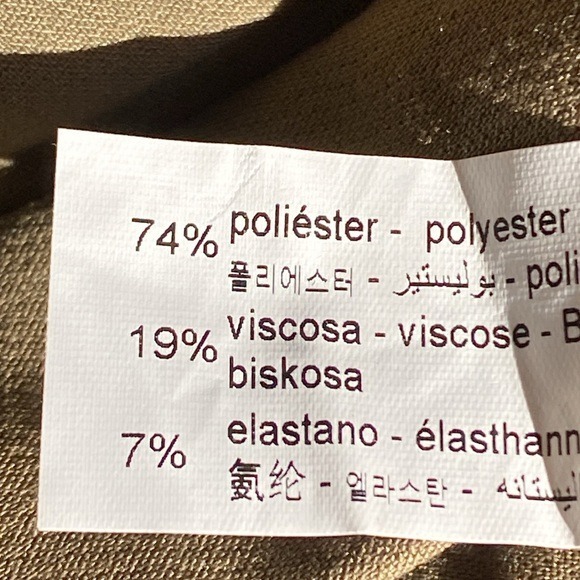 74% poliéster - polyester
폴리에스터 - بوليستير - poli
19% viscosa - viscose - B
biskosa
7% elastano - élasthann
氨纶 - 엘라스탄 -